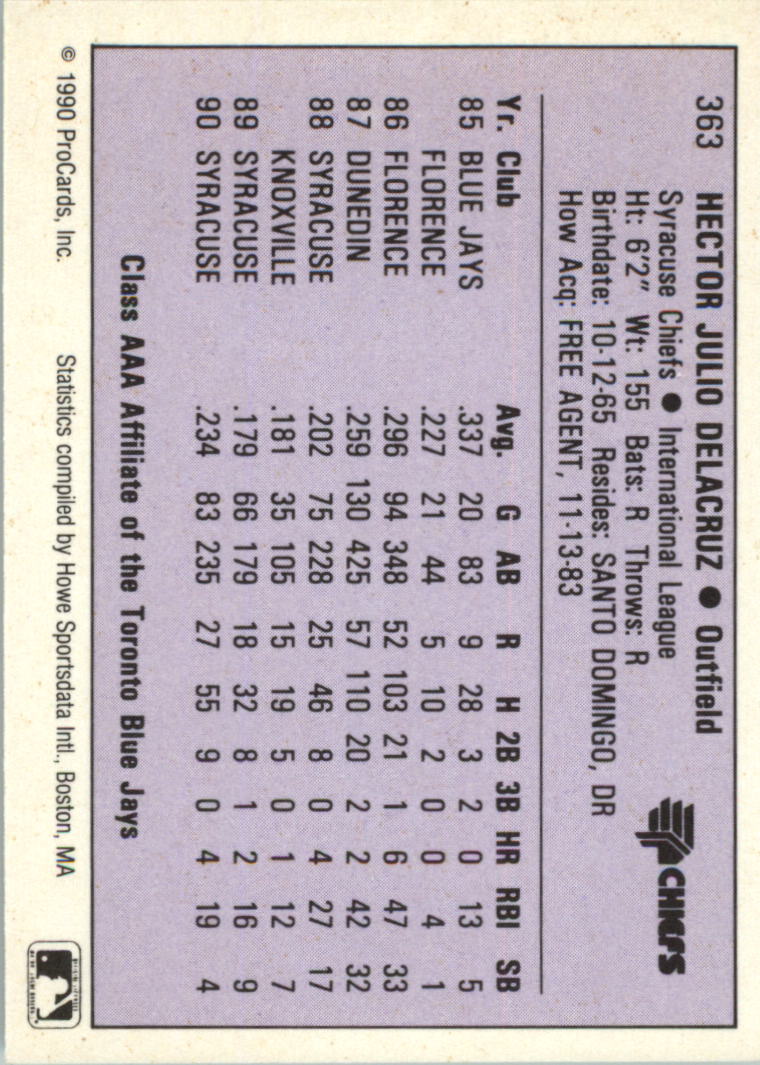 363 HECTOR JULIO DELACRUZ ● Outfield
Syracuse Chiefs ● International League
Ht: 6'2" Wt: 155 Bats: R Throws: R
Birthdate: 10-12-65 Resides: SANTO DOMINGO, DR
How Acq: FREE AGENT, 11-13-83
CHIEFS
Yr. Club Avg. G AB R H 2B 3B HR RBI SB
85 BLUE JAYS .337 20 83 9 28 3 2 0 13 5
FLORENCE .227 21 44 5 10 2 0 0 4 1
86 FLORENCE .296 94 348 52 103 21 1 6 47 33
87 DUNEDIN .259 130 425 57 110 20 2 2 42 32
88 SYRACUSE .202 75 228 25 46 8 0 4 27 17
KNOXVILLE .181 35 105 15 19 5 0 1 12 7
89 SYRACUSE .179 66 179 18 32 8 1 2 16 9
90 SYRACUSE .234 83 235 27 55 9 0 4 19 4
Class AAA Affiliate of the Toronto Blue Jays
© 1990 ProCards, Inc. Statistics compiled by Howe Sportsdata Intl., Boston, MA